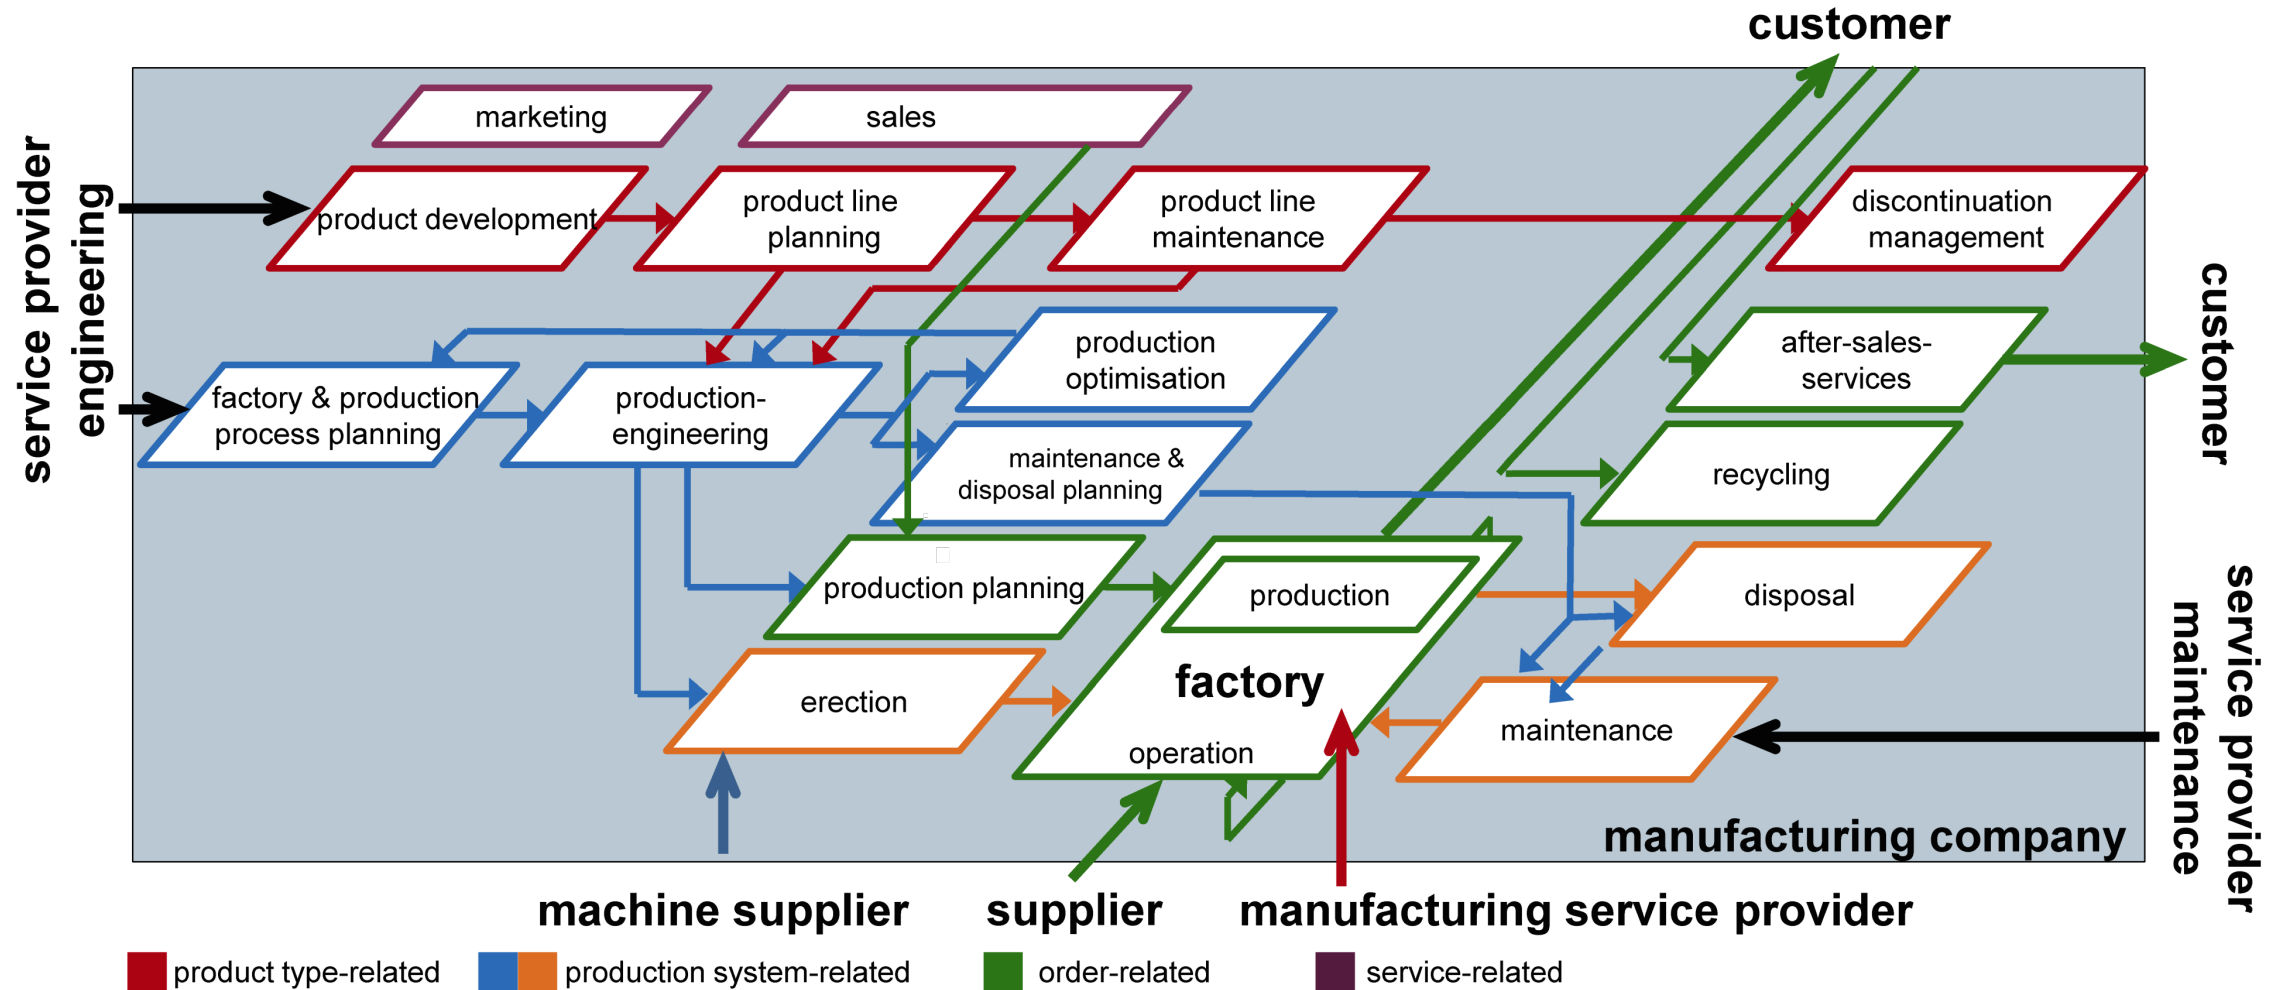 customer
marketing
sales
service provider
engineering
product development
product line
planning
product line
maintenance
discontinuation
management
customer
factory & production
process planning
production-
engineering
production
optimisation
after-sales-
services
maintenance &
disposal planning
recycling
production planning
production
disposal
service provider
maintenance
erection
factory
operation
maintenance
manufacturing company
machine supplier
supplier
manufacturing service provider
product type-related
production system-related
order-related
service-related